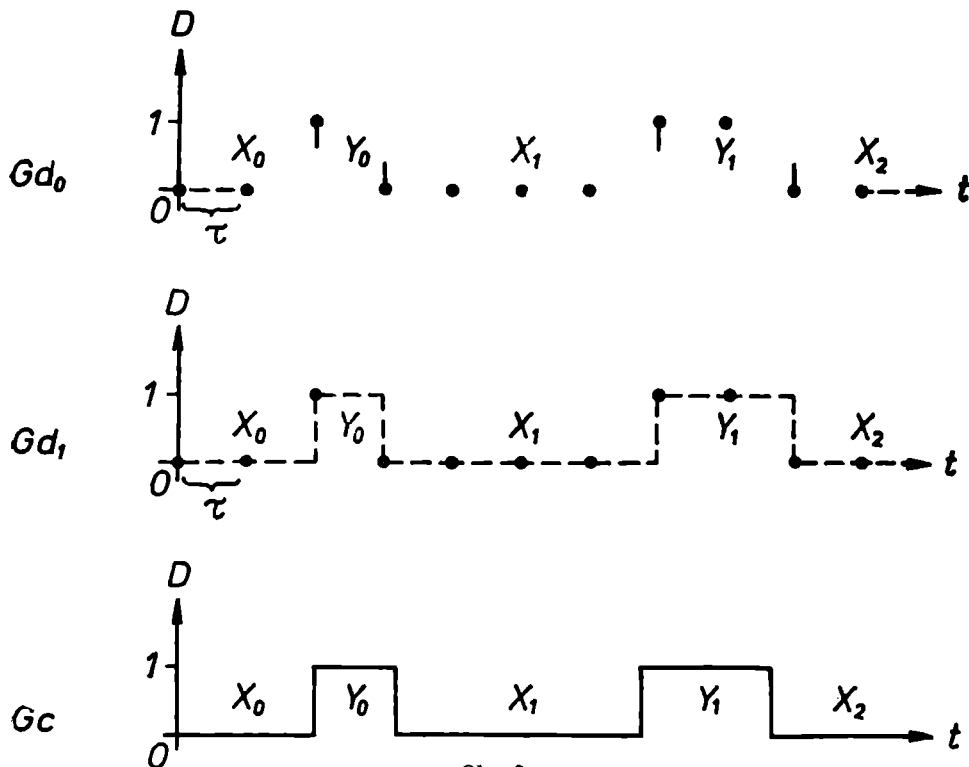 D
1
X₀ Y₀ X₁ Y₁ X₂
Gd₀
0 t
τ
D
1
X₀ Y₀ X₁ Y₁ X₂
Gd₁
0 t
τ
D
1
X₀ Y₀ X₁ Y₁ X₂
Gc
0 t